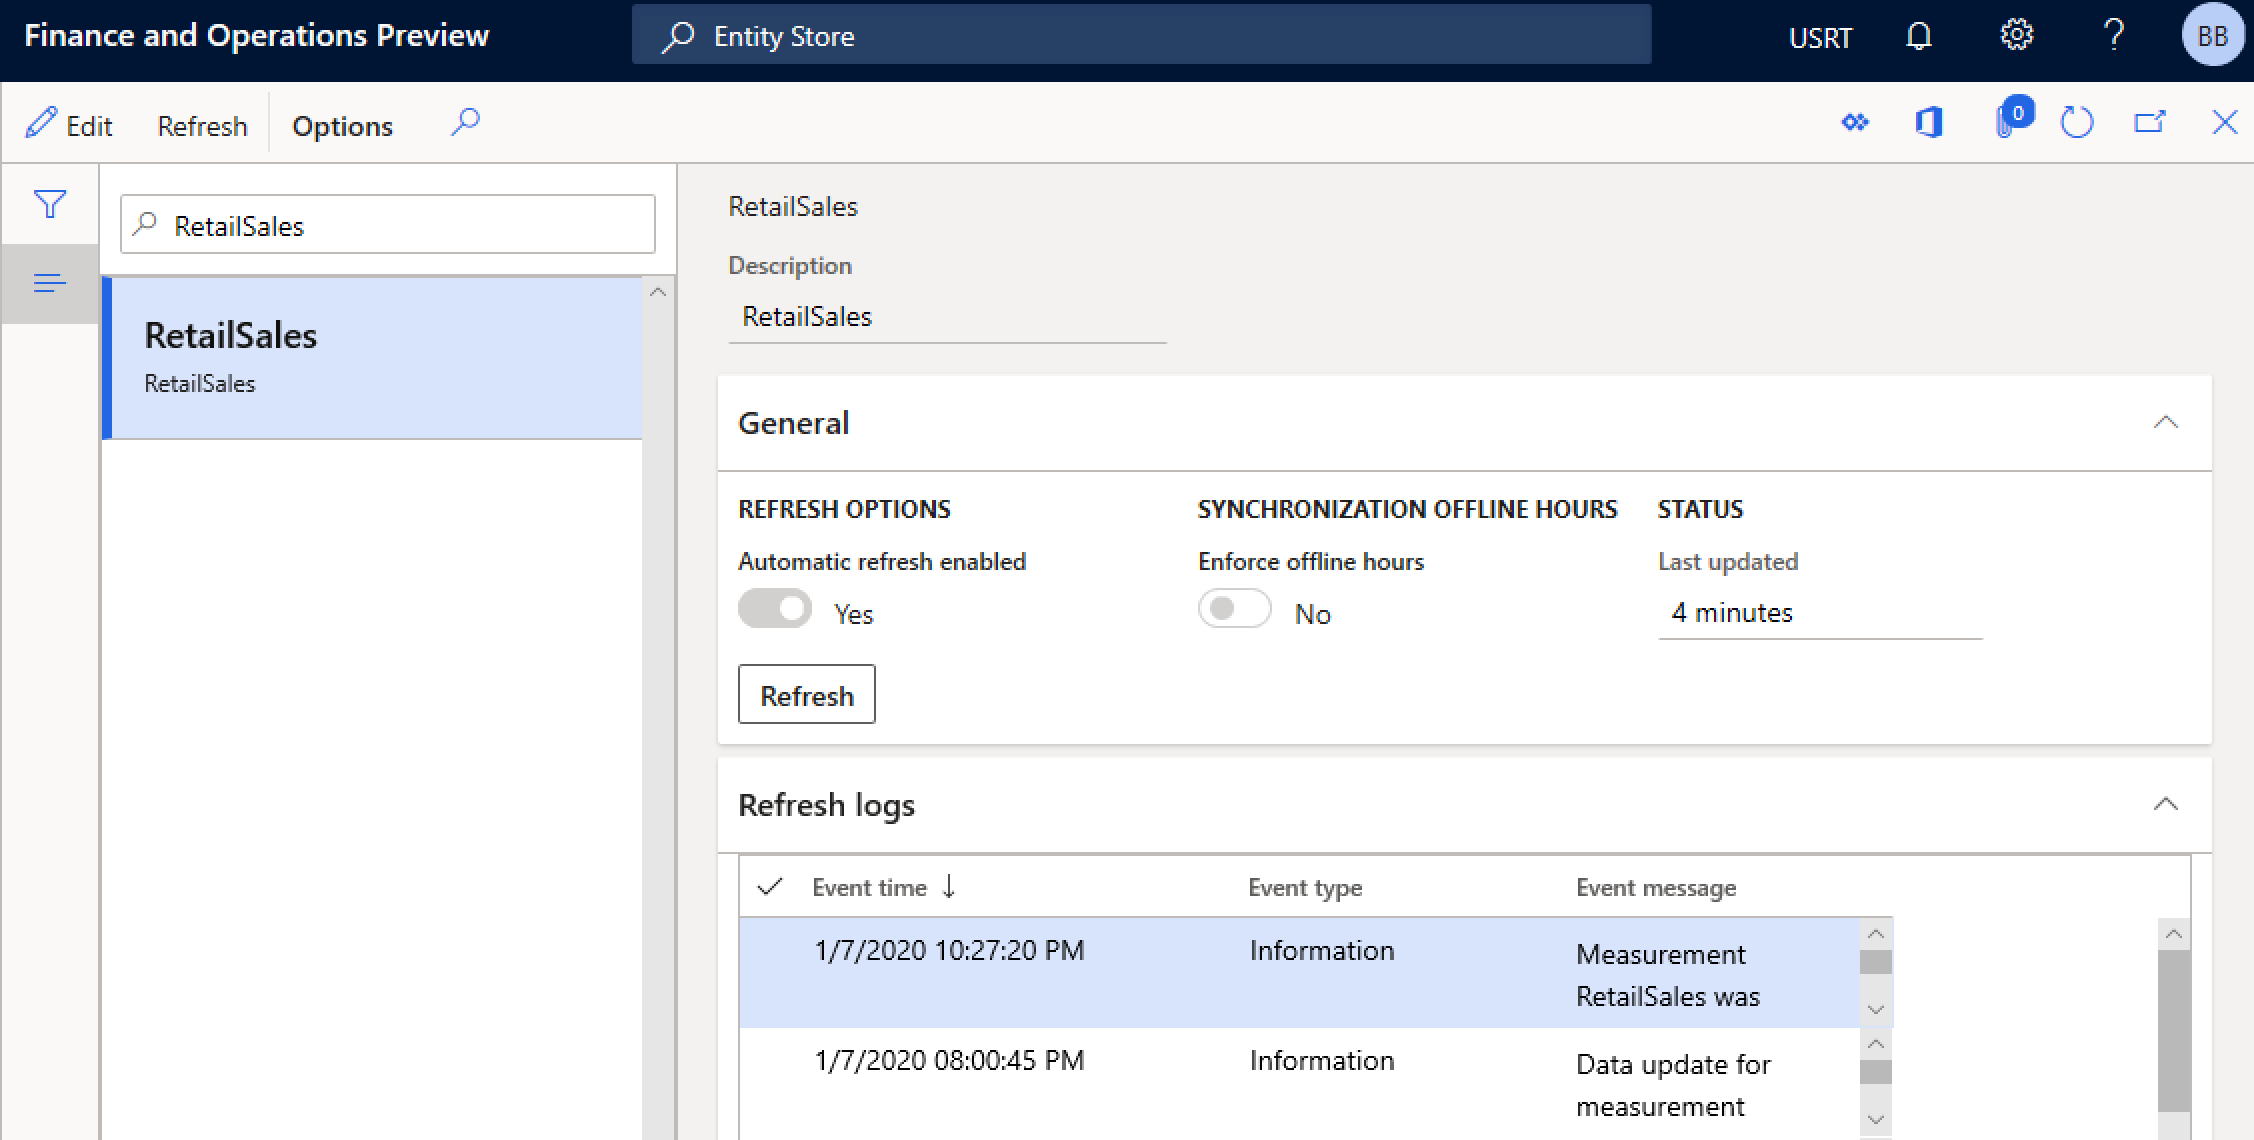 Finance and Operations Preview
Entity Store
USRT
?
BB
Edit
Refresh
Options
0
RetailSales
RetailSales
RetailSales
RetailSales
Description
RetailSales
General
REFRESH OPTIONS
SYNCHRONIZATION OFFLINE HOURS
STATUS
Automatic refresh enabled
Enforce offline hours
Last updated
Yes
No
4 minutes
Refresh
Refresh logs
Event time
Event type
Event message
1/7/2020 10:27:20 PM
Information
Measurement
RetailSales was
1/7/2020 08:00:45 PM
Information
Data update for
measurement